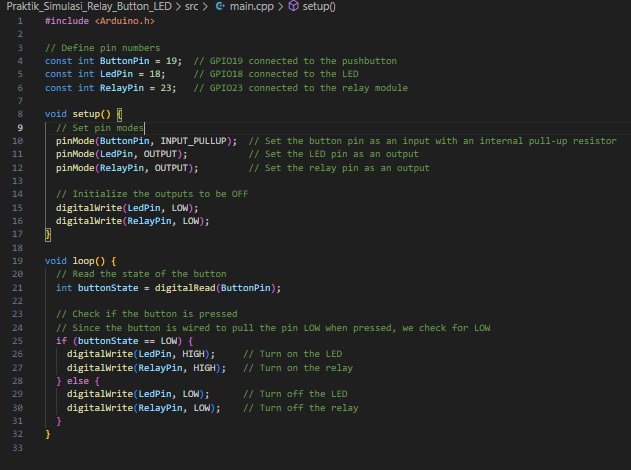 Praktik_Simulasi_Relay_Button_LED > src > main.cpp > setup()
1 #include <Arduino.h>
2
3 // Define pin numbers
4 const int ButtonPin = 19;  // GPIO19 connected to the pushbutton
5 const int LedPin = 18;     // GPIO18 connected to the LED
6 const int RelayPin = 23;   // GPIO23 connected to the relay module
7
8 void setup() {
9   // Set pin modes
10   pinMode(ButtonPin, INPUT_PULLUP);  // Set the button pin as an input with an internal pull-up resistor
11   pinMode(LedPin, OUTPUT);           // Set the LED pin as an output
12   pinMode(RelayPin, OUTPUT);         // Set the relay pin as an output
13
14   // Initialize the outputs to be OFF
15   digitalWrite(LedPin, LOW);
16   digitalWrite(RelayPin, LOW);
17 }
18
19 void loop() {
20   // Read the state of the button
21   int buttonState = digitalRead(ButtonPin);
22
23   // Check if the button is pressed
24   // Since the button is wired to pull the pin LOW when pressed, we check for LOW
25   if (buttonState == LOW) {
26     digitalWrite(LedPin, HIGH);     // Turn on the LED
27     digitalWrite(RelayPin, HIGH);   // Turn on the relay
28   } else {
29     digitalWrite(LedPin, LOW);      // Turn off the LED
30     digitalWrite(RelayPin, LOW);    // Turn off the relay
31   }
32 }
33